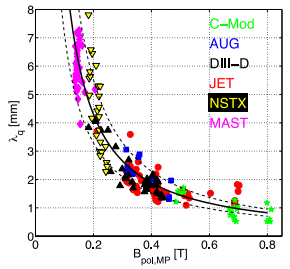 8
7
6
5
4
3
2
1
0
λq [mm]
C-Mod
AUG
DIII-D
JET
NSTX
MAST
0 0.2 0.4 0.6 0.8
Bpol,MP [T]